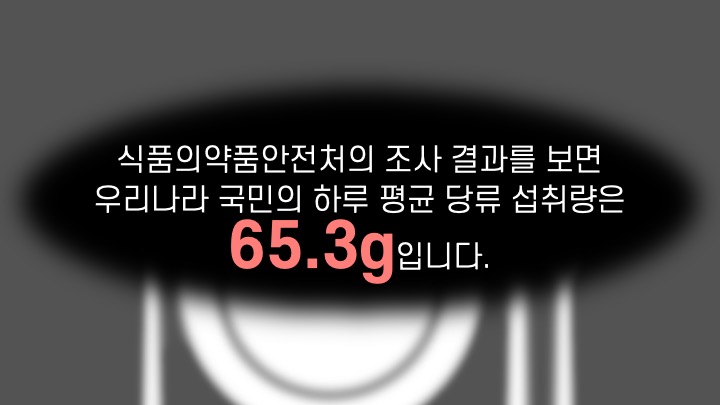 식품의약품안전처의 조사 결과를 보면
우리나라 국민의 하루 평균 당류 섭취량은
65.3g입니다.